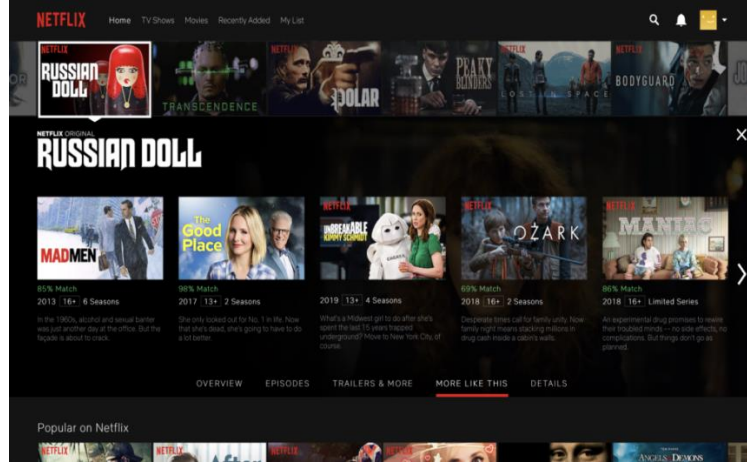 NETFLIX
Home TV Shows Movies Recently Added My List
NETFLIX
RUSSIAN
DOLL
TRANSCENDENCE
NETFLIX
POLAR
PEAKY
BLINDERS
NETFLIX
LOST IN SPACE
NETFLIX
BODYGUARD
NETFLIX ORIGINAL
RUSSIAN DOLL
MADMEN
The
Good
Place
NETFLIX
UNBREAKABLE
KIMMY SCHMIDT
NETFLIX
OZARK
NETFLIX
MANIAC
85% Match
2013 16+ 6 Seasons
In the 1960s, alcohol and sexual banter
was just another day at the office. But the
façade is about to crack.
98% Match
2017 13+ 2 Seasons
She only looked out for No. 1 in life. Now
that she's dead, she's going to have to do
a lot better.
2019 13+ 4 Seasons
What's a Midwest girl to do after she's
spent the last 15 years trapped
underground? Move to New York City, of
course.
69% Match
2018 16+ 2 Seasons
Desperate times call for family unity. Now
family night means stacking millions in
drug cash inside a cabin's walls.
86% Match
2018 16+ Limited Series
An experimental drug promises to rewire
their troubled minds — no side effects, no
complications. But things don't go as
planned.
OVERVIEW EPISODES TRAILERS & MORE MORE LIKE THIS DETAILS
Popular on Netflix
NETFLIX
NETFLIX
NETFLIX
NETFLIX
ANGELS DEMONS